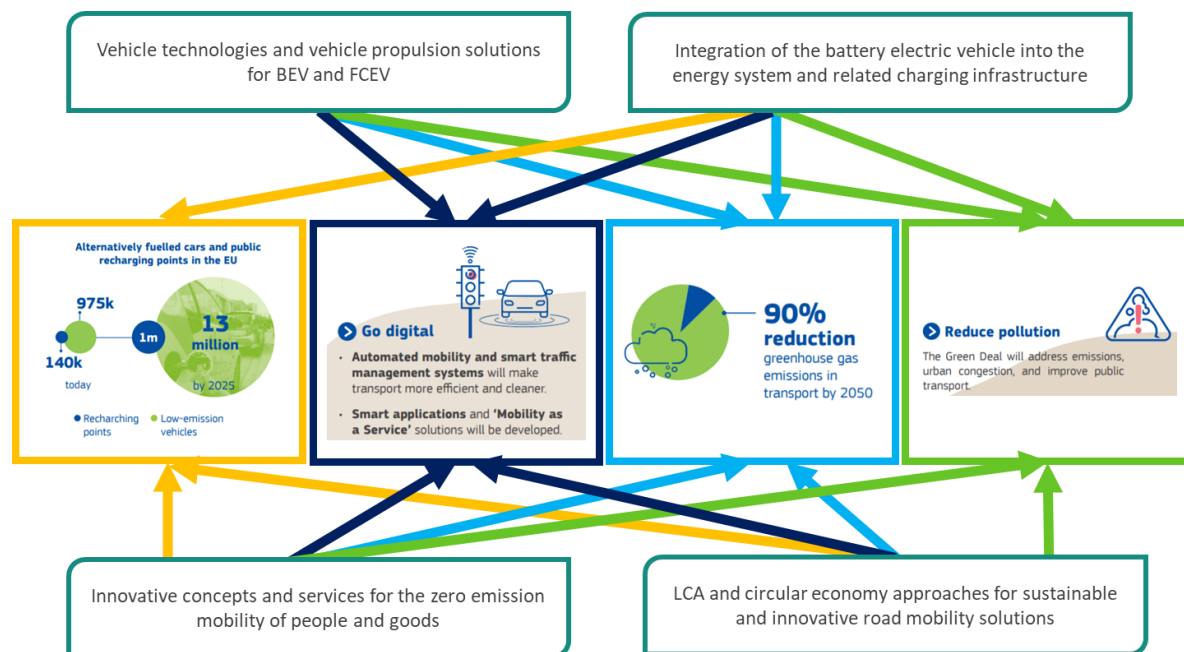 Vehicle technologies and vehicle propulsion solutions
for BEV and FCEV
Integration of the battery electric vehicle into the
energy system and related charging infrastructure
Alternatively fuelled cars and public
recharging points in the EU
975k
140k
today
1m
13
million
by 2025
Recharching
points
Low-emission
vehicles
Go digital
· Automated mobility and smart traffic
management systems will make
transport more efficient and cleaner.
· Smart applications and ‘Mobility as
a Service’ solutions will be developed.
90%
reduction
greenhouse gas
emissions in
transport by 2050
Reduce pollution
The Green Deal will address emissions,
urban congestion, and improve public
transport.
Innovative concepts and services for the zero emission
mobility of people and goods
LCA and circular economy approaches for sustainable
and innovative road mobility solutions